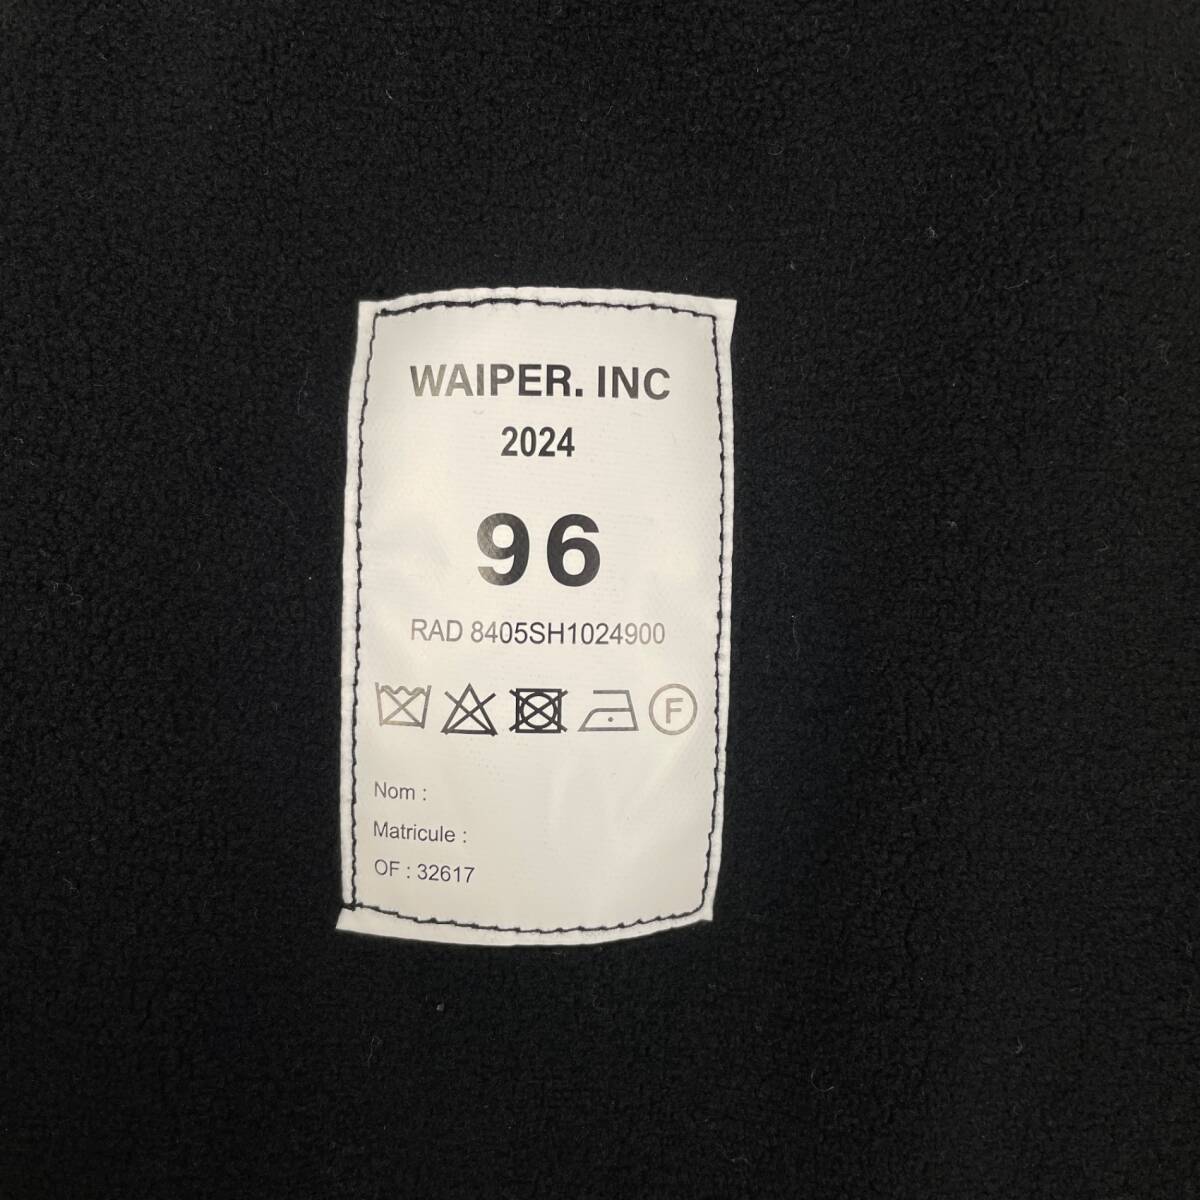 WAIPER. INC
2024
96
RAD 8405SH1024900
F
Nom :
Matricule :
OF : 32617